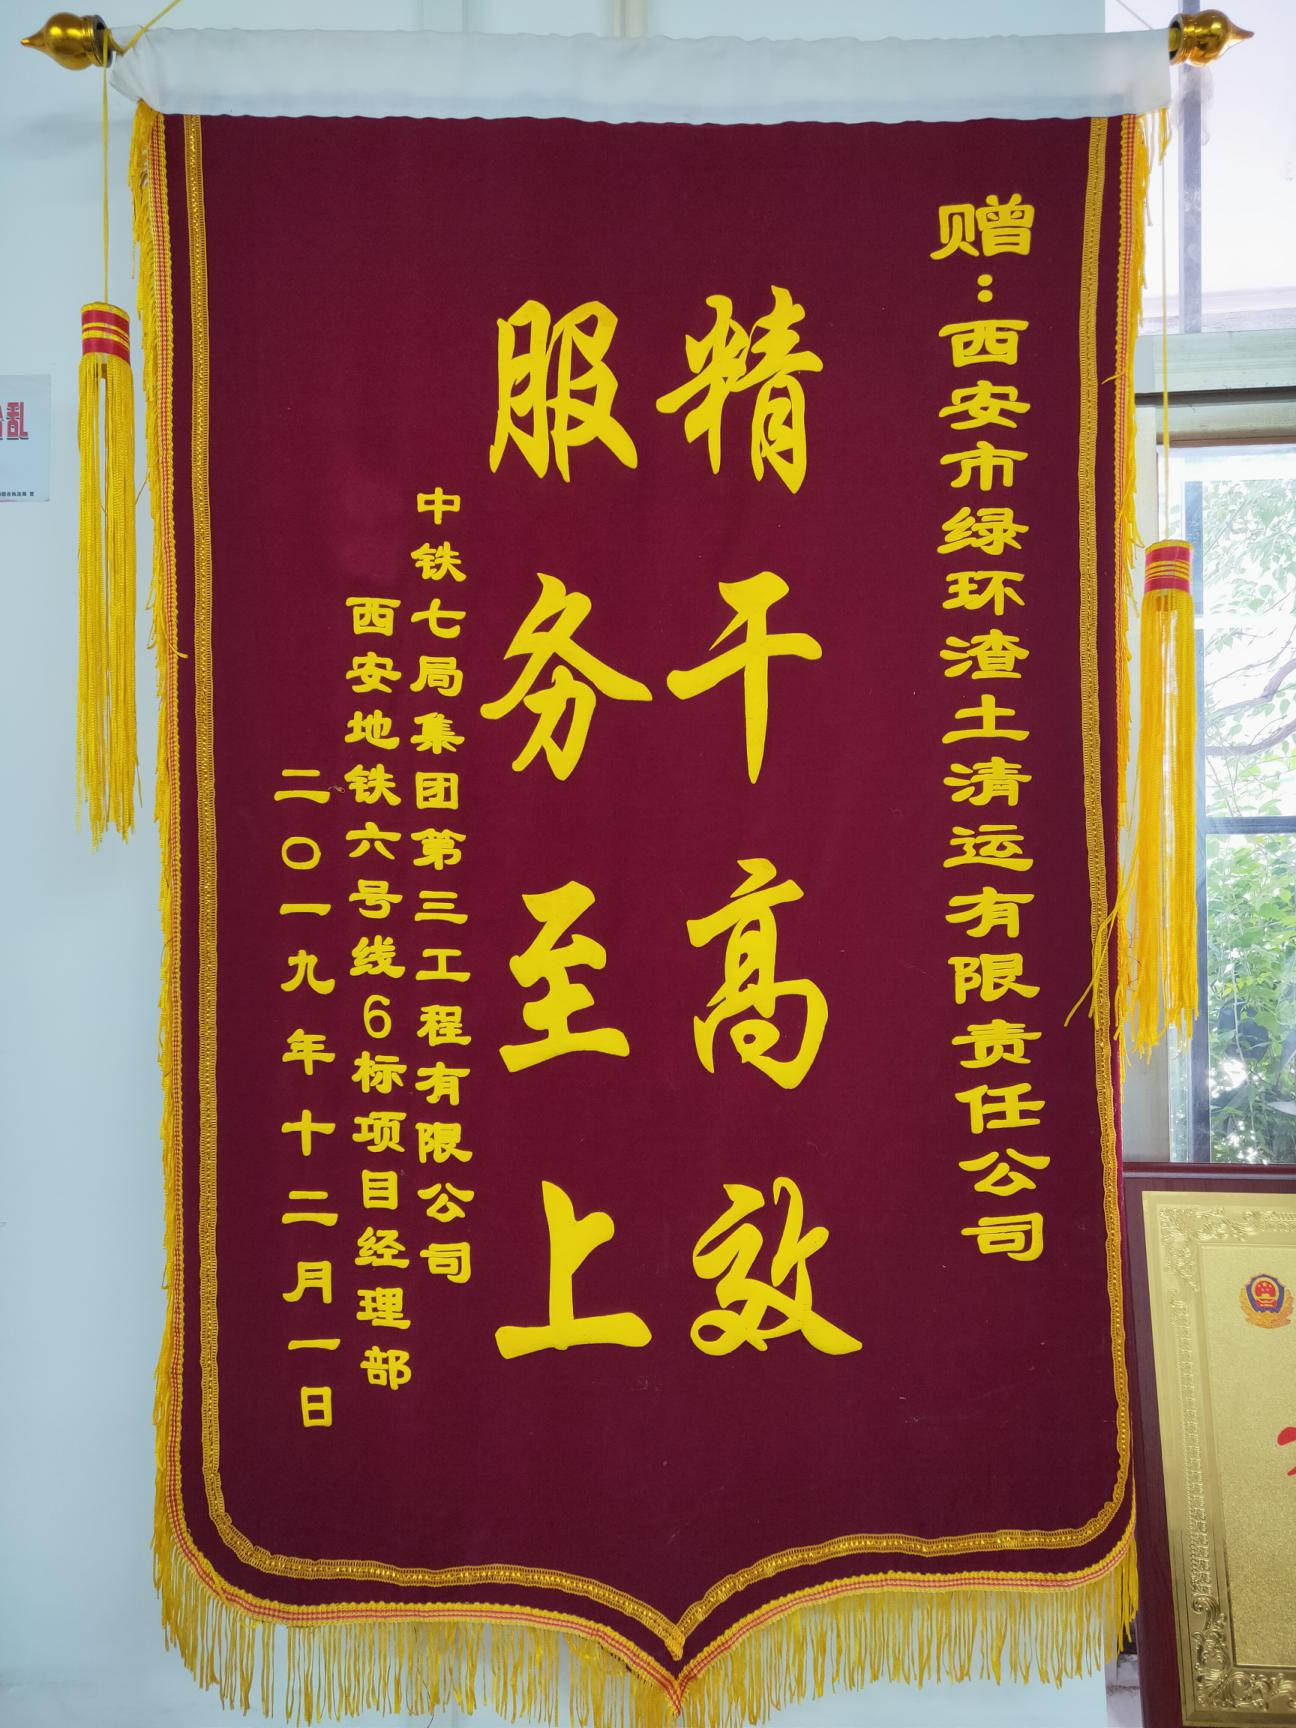 赠:西安市绿环渣土清运有限责任公司
精干高效
服务至上
中铁七局集团第三工程有限公司
西安地铁六号线6标项目经理部
二〇一九年十二月一日
乱